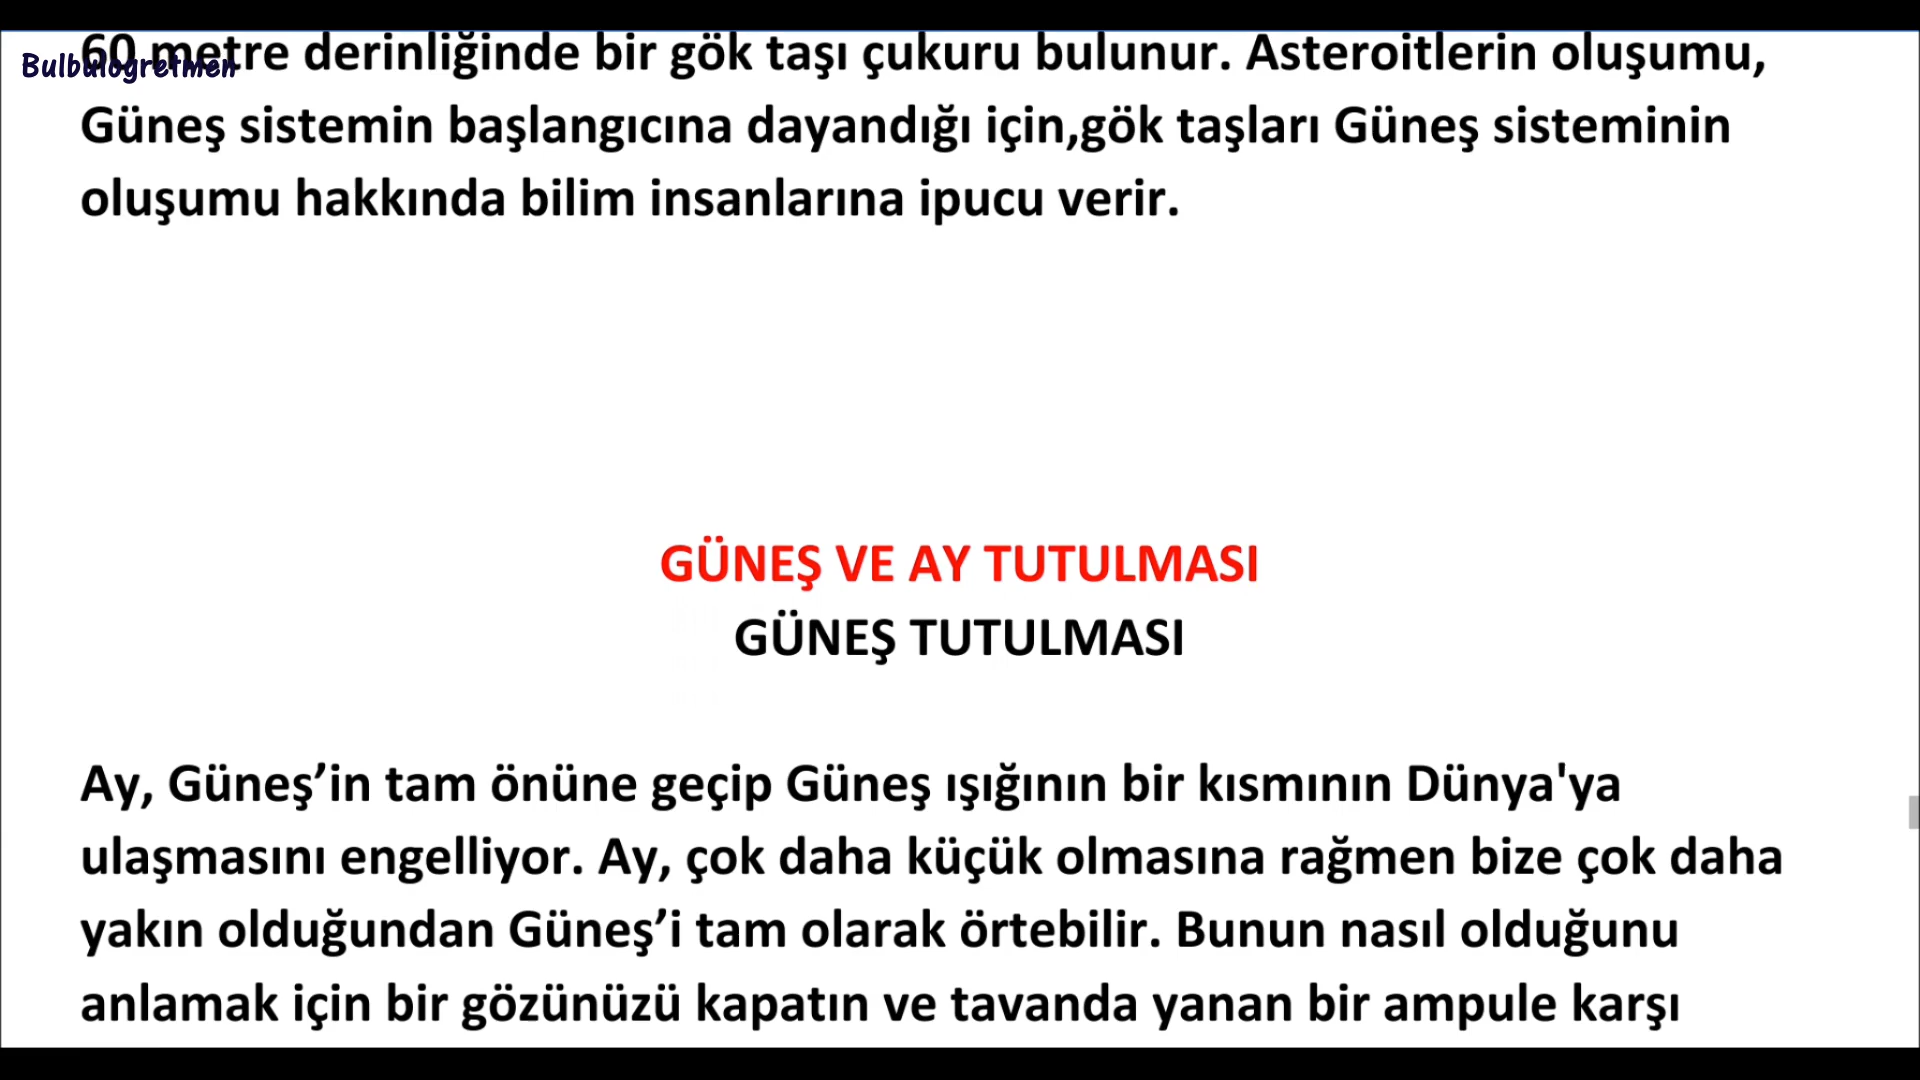 Bulbulogretmen
60 metre derinliğinde bir gök taşı çukuru bulunur. Asteroitlerin oluşumu,
Güneş sistemin başlangıcına dayandığı için,gök taşları Güneş sisteminin
oluşumu hakkında bilim insanlarına ipucu verir.
GÜNEŞ VE AY TUTULMASI
GÜNEŞ TUTULMASI
Ay, Güneş’in tam önüne geçip Güneş ışığının bir kısmının Dünya'ya
ulaşmasını engelliyor. Ay, çok daha küçük olmasına rağmen bize çok daha
yakın olduğundan Güneş’i tam olarak örtebilir. Bunun nasıl olduğunu
anlamak için bir gözünüzü kapatın ve tavanda yanan bir ampule karşı